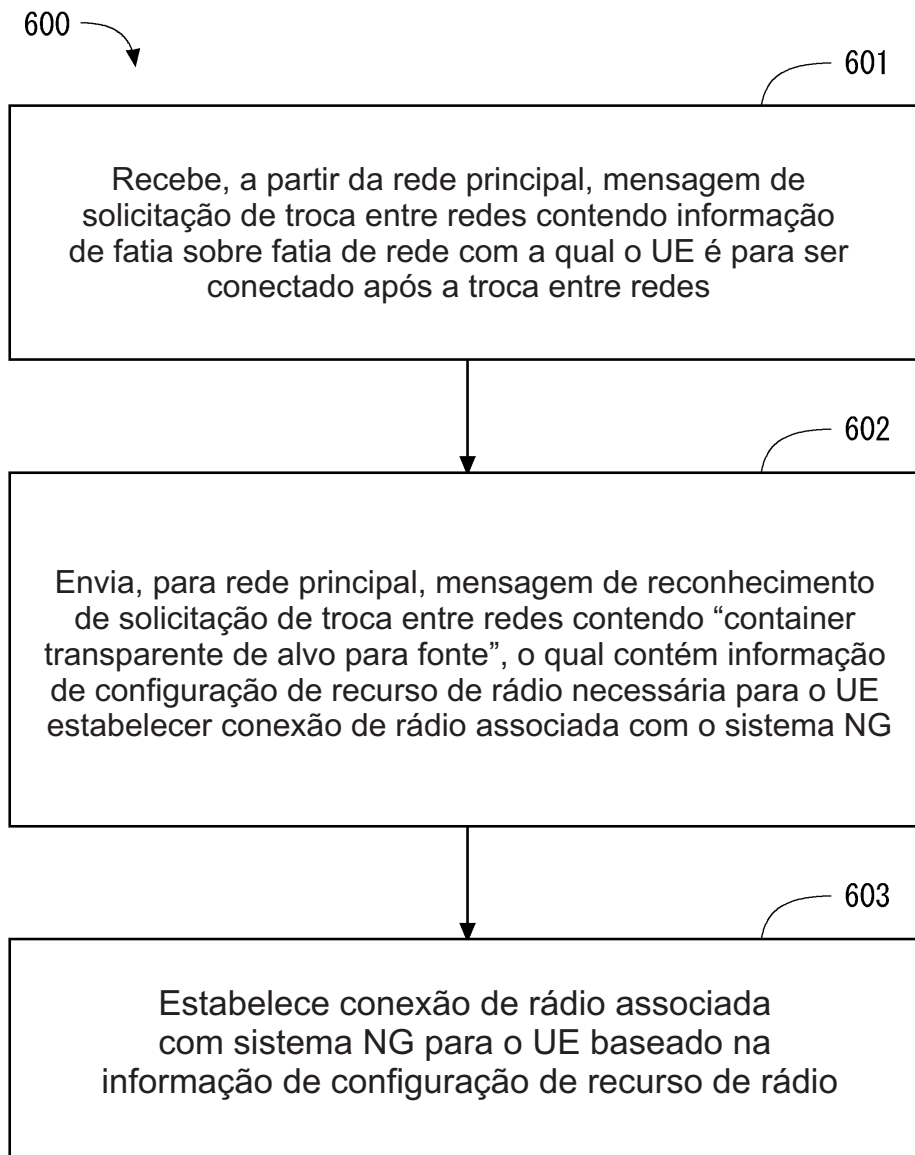 600
601
Recebe, a partir da rede principal, mensagem de
solicitação de troca entre redes contendo informação
de fatia sobre fatia de rede com a qual o UE é para ser
conectado após a troca entre redes
602
Envia, para rede principal, mensagem de reconhecimento
de solicitação de troca entre redes contendo “container
transparente de alvo para fonte”, o qual contém informação
de configuração de recurso de rádio necessária para o UE
estabelecer conexão de rádio associada com o sistema NG
603
Estabelece conexão de rádio associada
com sistema NG para o UE baseado na
informação de configuração de recurso de rádio